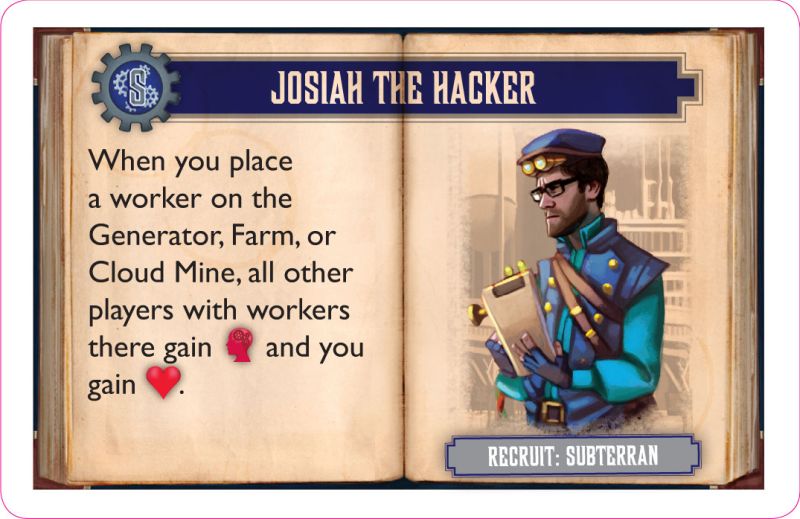 S
JOSIAH THE HACKER
When you place
a worker on the
Generator, Farm, or
Cloud Mine, all other
players with workers
there gain and you
gain .
RECRUIT: SUBTERRAN